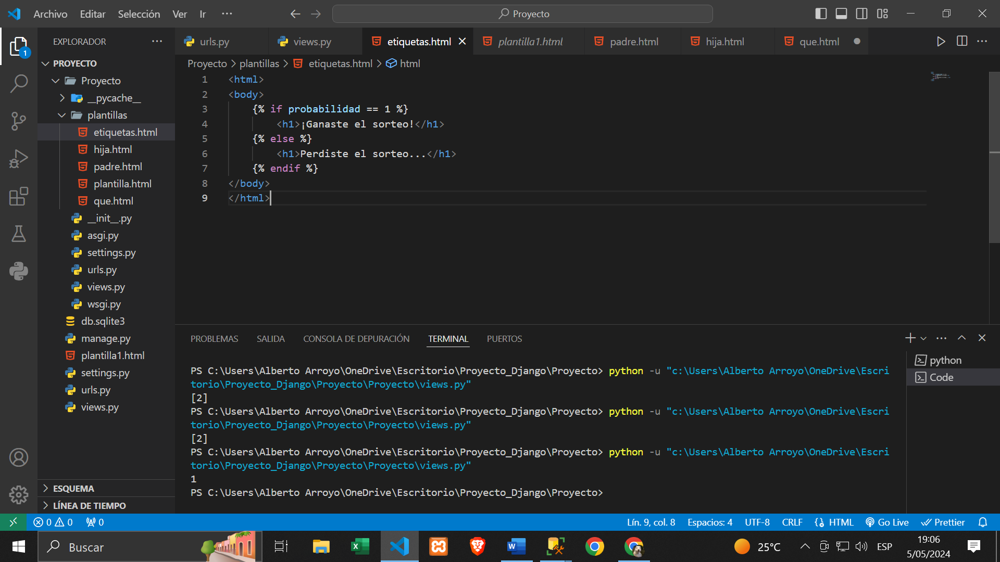 Archivo Editar Selección Ver Ir ... Proyecto
EXPLORADOR ...
urls.py views.py etiquetas.html plantilla1.html padre.html hija.html que.html ...
PROYECTO
Proyecto > plantillas > etiquetas.html > html
Proyecto
__pycache__
plantillas
etiquetas.html
hija.html
padre.html
plantilla.html
que.html
__init__.py
asgi.py
settings.py
urls.py
views.py
wsgi.py
db.sqlite3
manage.py
plantilla1.html
settings.py
urls.py
views.py
ESQUEMA
LÍNEA DE TIEMPO
1
1 <html>
2 <body>
3 {% if probabilidad == 1 %}
4 <h1>¡Ganaste el sorteo!</h1>
5 {% else %}
6 <h1>Perdiste el sorteo...</h1>
7 {% endif %}
8 </body>
9 </html>
PROBLEMAS SALIDA CONSOLA DE DEPURACIÓN TERMINAL PUERTOS
python
Code
PS C:\Users\Alberto Arroyo\OneDrive\Escritorio\Proyecto_Django\Proyecto> python -u "c:\Users\Alberto Arroyo\OneDrive\Escri
torio\Proyecto_Django\Proyecto\Proyecto\views.py"
[2]
PS C:\Users\Alberto Arroyo\OneDrive\Escritorio\Proyecto_Django\Proyecto> python -u "c:\Users\Alberto Arroyo\OneDrive\Escri
torio\Proyecto_Django\Proyecto\Proyecto\views.py"
[2]
PS C:\Users\Alberto Arroyo\OneDrive\Escritorio\Proyecto_Django\Proyecto> python -u "c:\Users\Alberto Arroyo\OneDrive\Escri
torio\Proyecto_Django\Proyecto\Proyecto\views.py"
1
PS C:\Users\Alberto Arroyo\OneDrive\Escritorio\Proyecto_Django\Proyecto>
0 0 0 Lín. 9, col. 8 Espacios: 4 UTF-8 CRLF HTML Go Live Prettier
Buscar 25°C ESP 19:06
5/05/2024